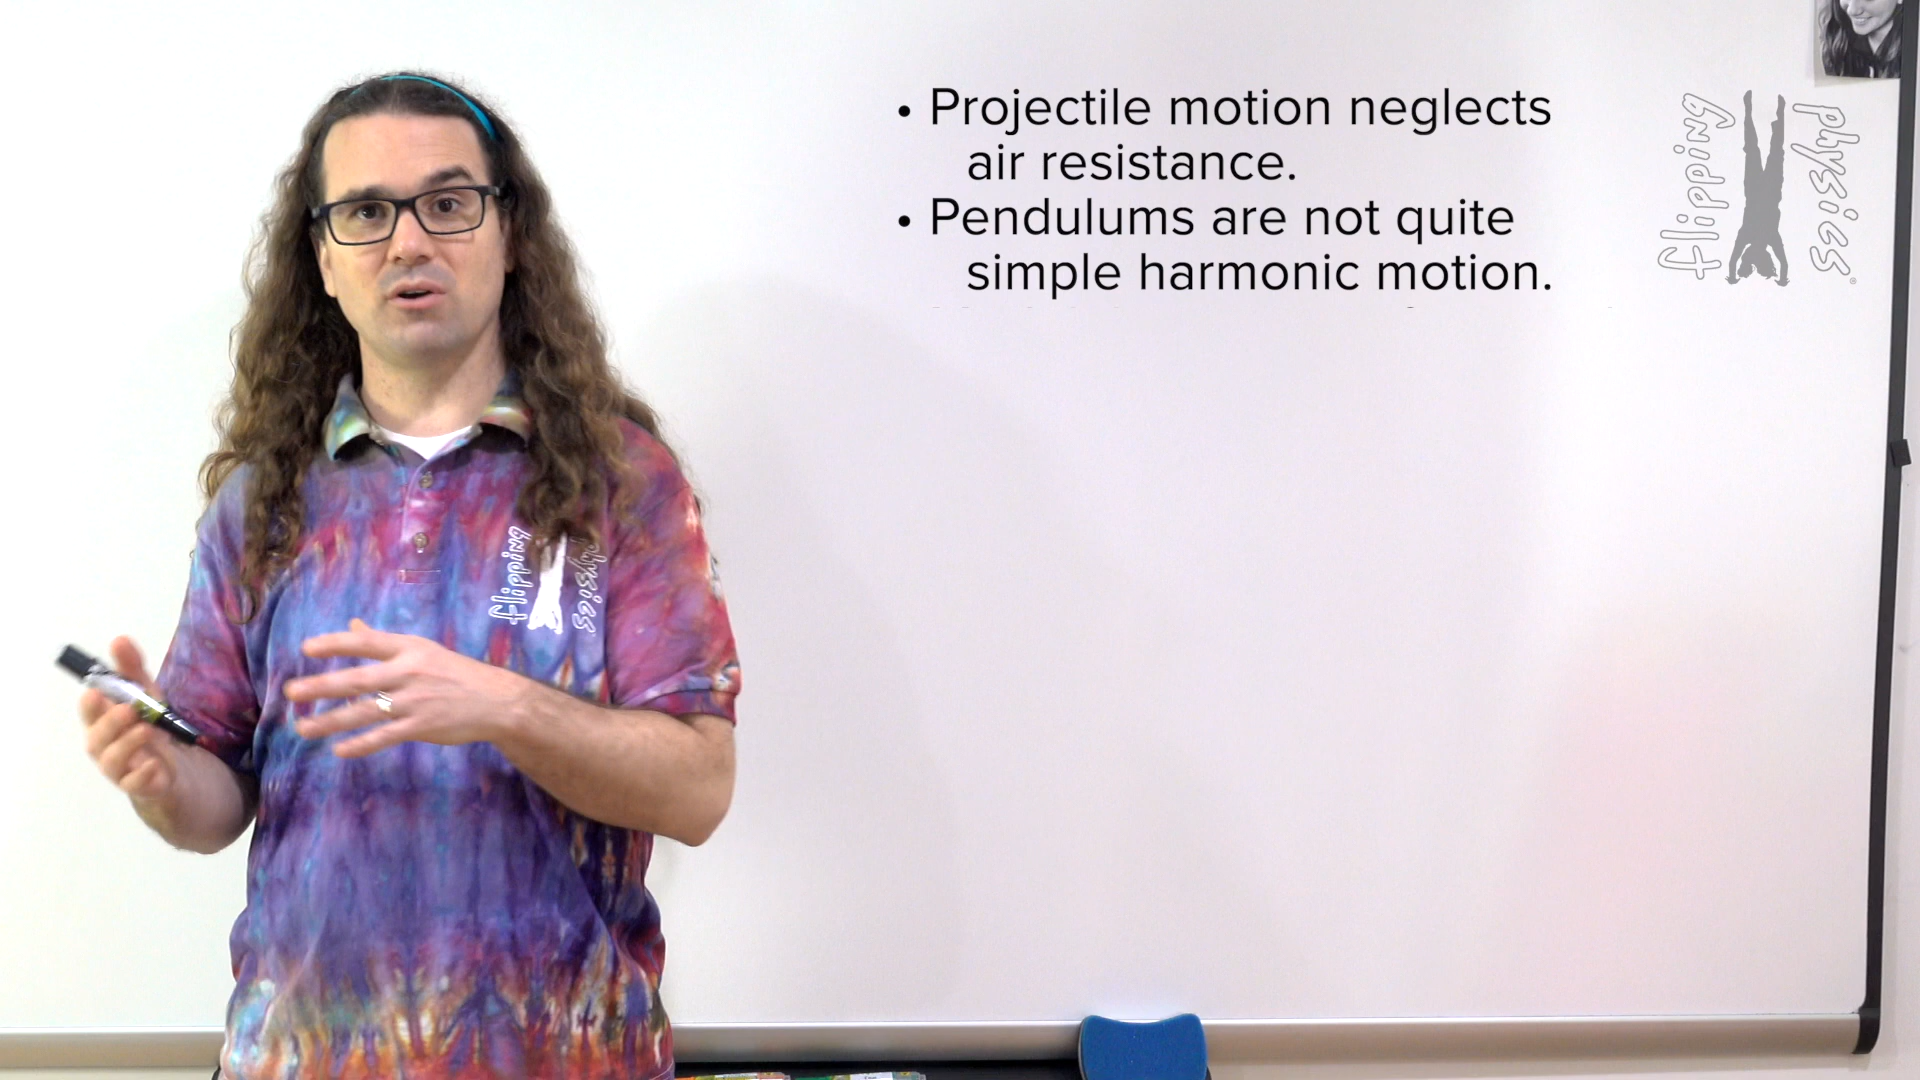 • Projectile motion neglects
air resistance.
• Pendulums are not quite
simple harmonic motion.
flipping
physics
flipping
physics